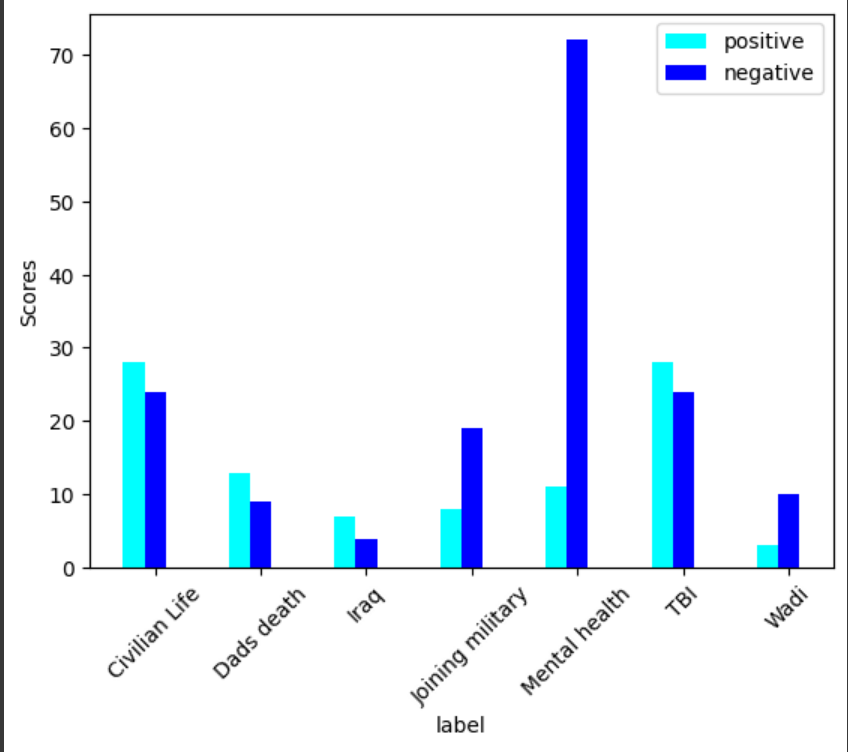 positive
negative
70
60
50
40
30
20
10
0
Scores
Civilian Life
Dads death
Iraq
Joining military
Mental health
TBI
Wadi
label